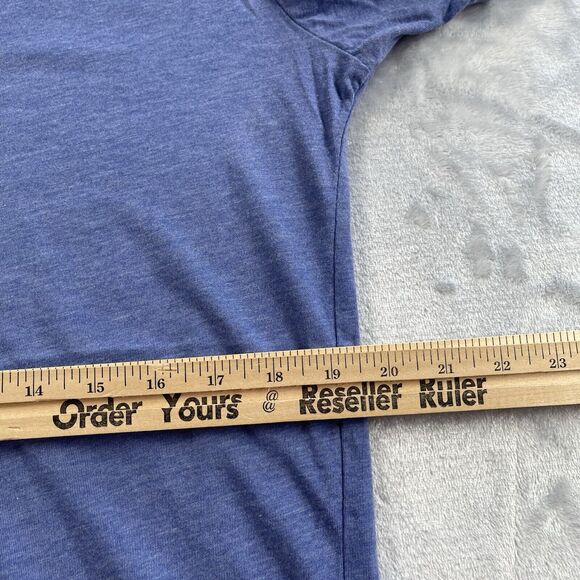 14 15 16 17 18 19 20 21 22 23
Order Yours @ Reseller Ruler